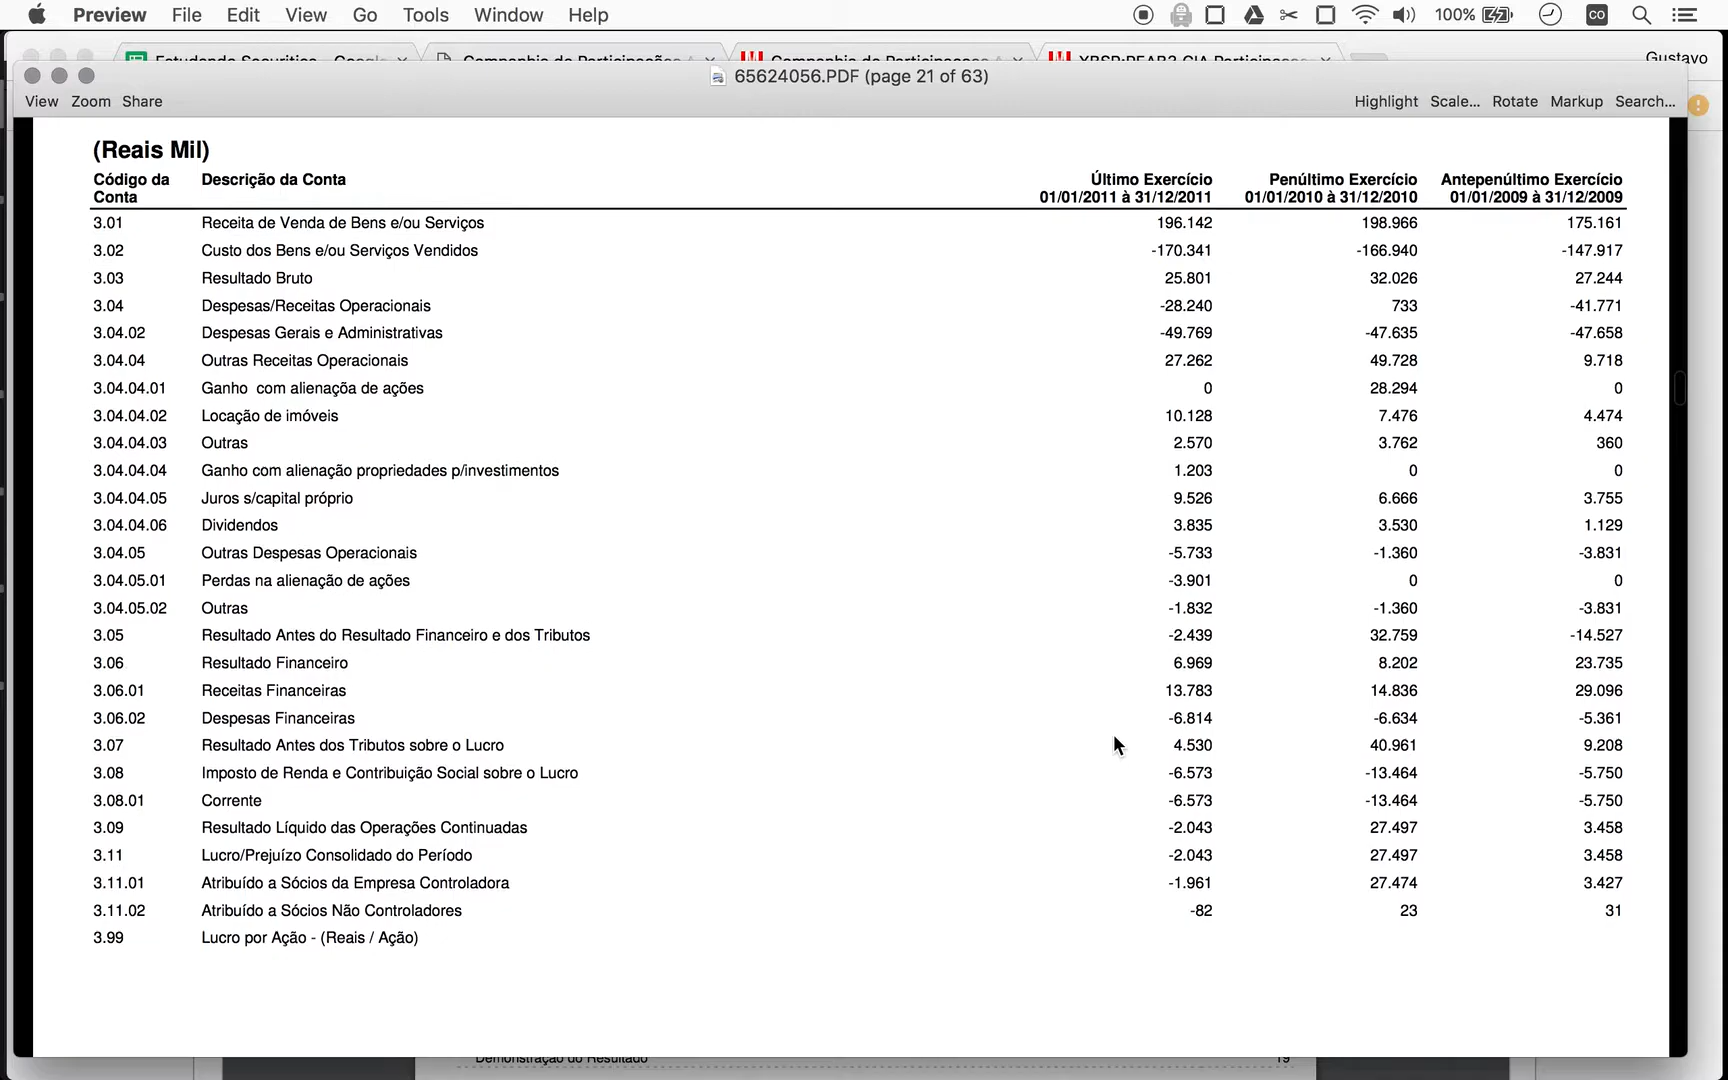 Preview File Edit View Go Tools Window Help 100%
Gustavo
65624056.PDF (page 21 of 63)
View Zoom Share Highlight Scale... Rotate Markup Search...
(Reais Mil)
Código da Conta Descrição da Conta Último Exercício 01/01/2011 à 31/12/2011 Penúltimo Exercício 01/01/2010 à 31/12/2010 Antepenúltimo Exercício 01/01/2009 à 31/12/2009
3.01 Receita de Venda de Bens e/ou Serviços 196.142 198.966 175.161
3.02 Custo dos Bens e/ou Serviços Vendidos -170.341 -166.940 -147.917
3.03 Resultado Bruto 25.801 32.026 27.244
3.04 Despesas/Receitas Operacionais -28.240 733 -41.771
3.04.02 Despesas Gerais e Administrativas -49.769 -47.635 -47.658
3.04.04 Outras Receitas Operacionais 27.262 49.728 9.718
3.04.04.01 Ganho com alienaçõa de ações 0 28.294 0
3.04.04.02 Locação de imóveis 10.128 7.476 4.474
3.04.04.03 Outras 2.570 3.762 360
3.04.04.04 Ganho com alienação propriedades p/investimentos 1.203 0 0
3.04.04.05 Juros s/capital próprio 9.526 6.666 3.755
3.04.04.06 Dividendos 3.835 3.530 1.129
3.04.05 Outras Despesas Operacionais -5.733 -1.360 -3.831
3.04.05.01 Perdas na alienação de ações -3.901 0 0
3.04.05.02 Outras -1.832 -1.360 -3.831
3.05 Resultado Antes do Resultado Financeiro e dos Tributos -2.439 32.759 -14.527
3.06 Resultado Financeiro 6.969 8.202 23.735
3.06.01 Receitas Financeiras 13.783 14.836 29.096
3.06.02 Despesas Financeiras -6.814 -6.634 -5.361
3.07 Resultado Antes dos Tributos sobre o Lucro 4.530 40.961 9.208
3.08 Imposto de Renda e Contribuição Social sobre o Lucro -6.573 -13.464 -5.750
3.08.01 Corrente -6.573 -13.464 -5.750
3.09 Resultado Líquido das Operações Continuadas -2.043 27.497 3.458
3.11 Lucro/Prejuízo Consolidado do Período -2.043 27.497 3.458
3.11.01 Atribuído a Sócios da Empresa Controladora -1.961 27.474 3.427
3.11.02 Atribuído a Sócios Não Controladores -82 23 31
3.99 Lucro por Ação - (Reais / Ação)
Demonstração do Resultado 19